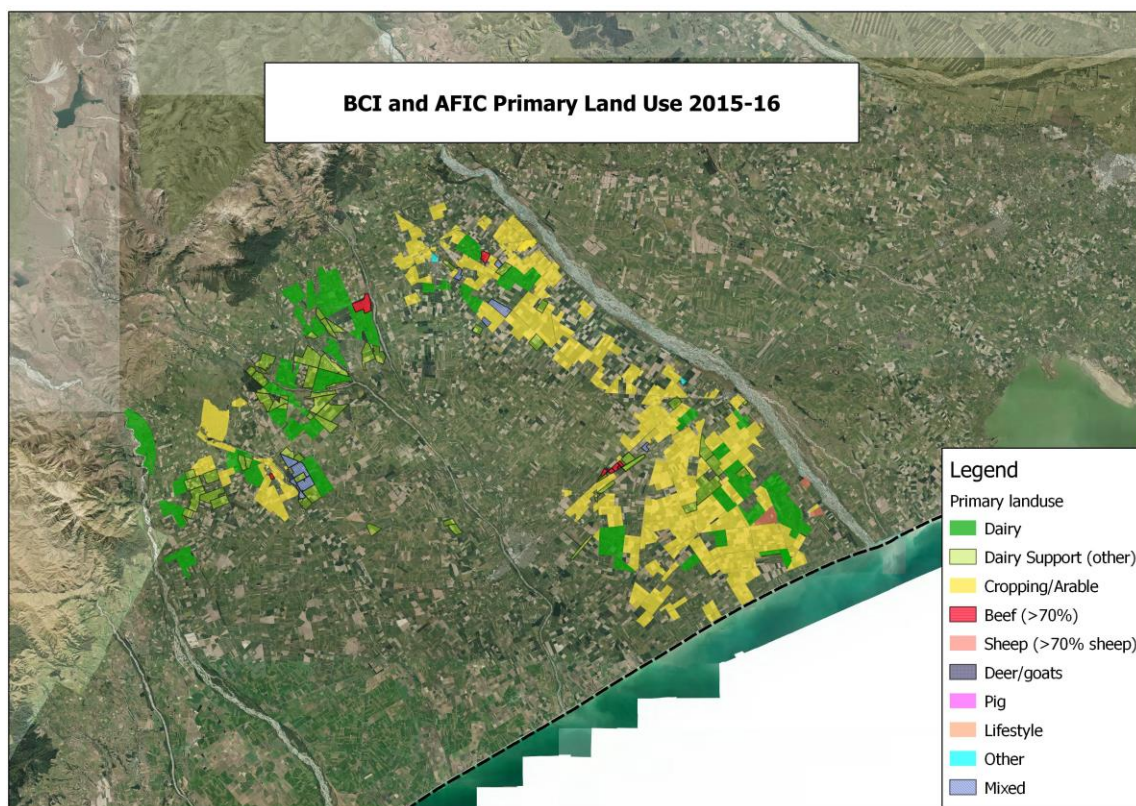 BCI and AFIC Primary Land Use 2015-16
Legend
Primary landuse
Dairy
Dairy Support (other)
Cropping/Arable
Beef (>70%)
Sheep (>70% sheep)
Deer/goats
Pig
Lifestyle
Other
Mixed